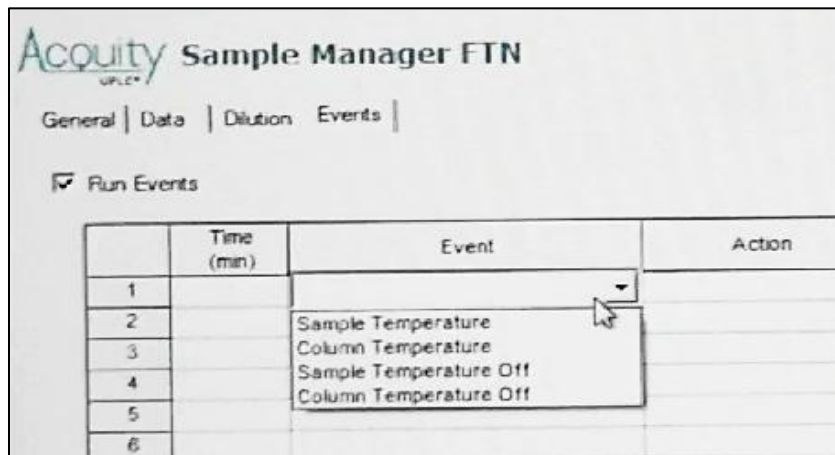 Acquity Sample Manager FTN
UPLC®
General | Data | Dilution Events |
Run Events
Time (min) Event Action
1
2 Sample Temperature
3 Column Temperature
4 Sample Temperature Off
Column Temperature Off
5
6